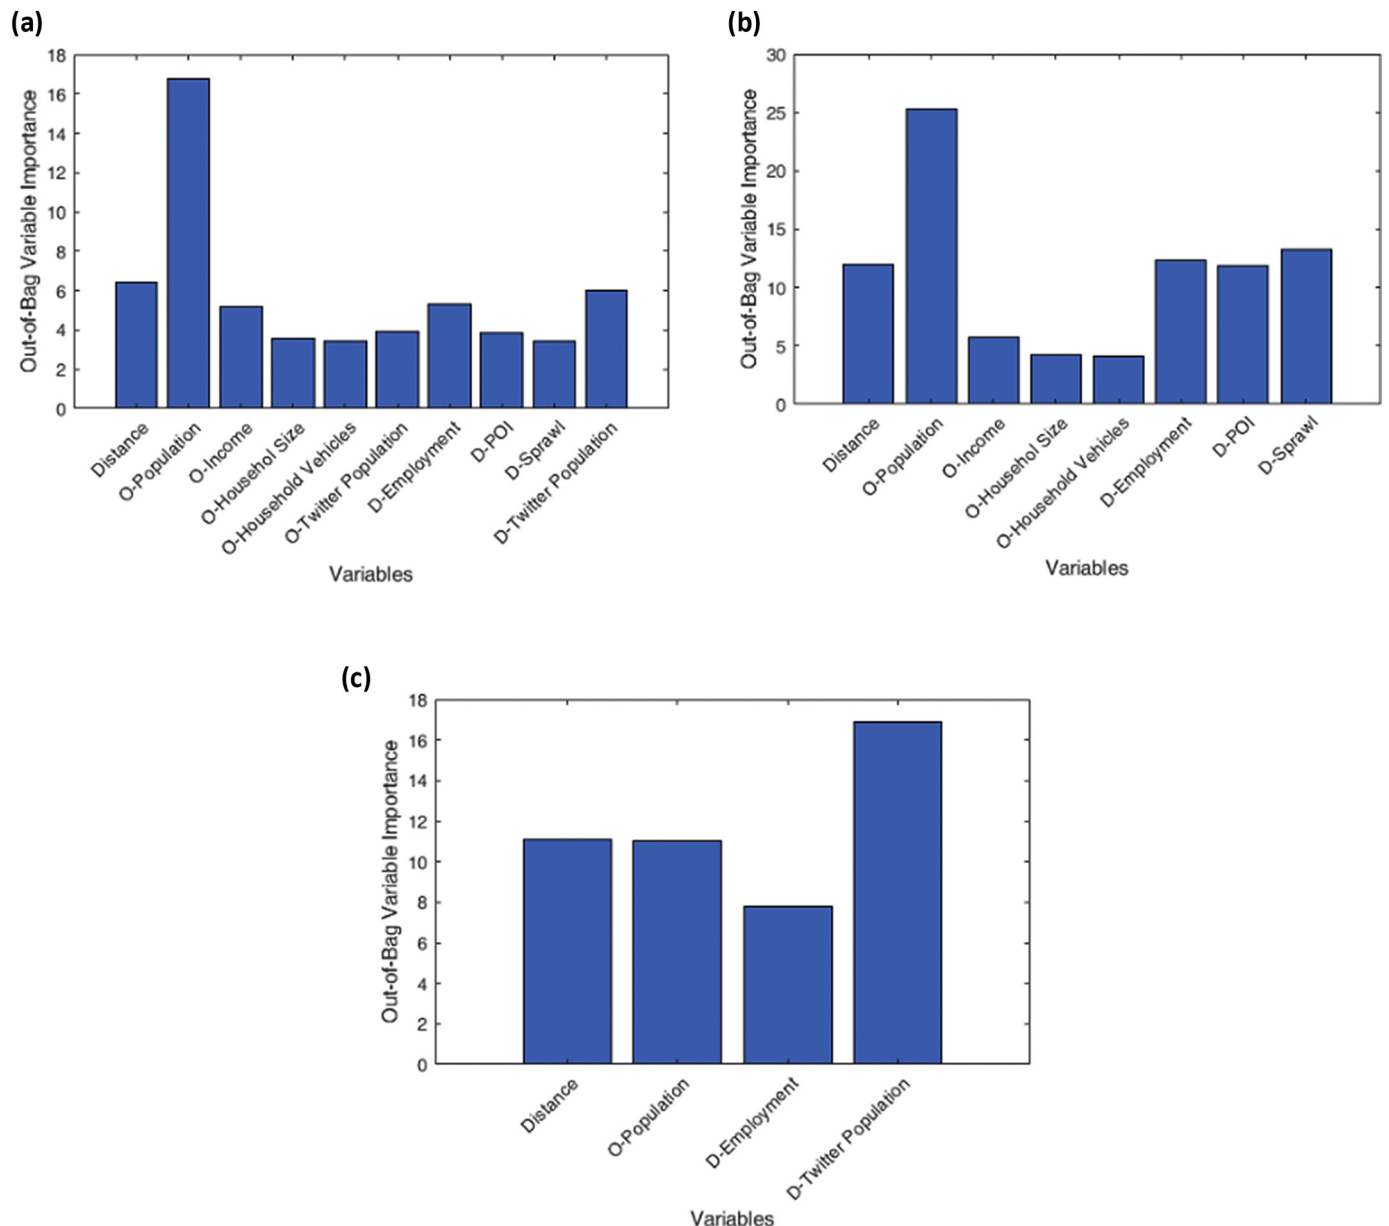 (a)
18
16
14
12
10
8
6
4
2
0
Out-of-Bag Variable Importance
Distance
O-Population
O-Income
O-Househol Size
O-Household Vehicles
O-Twitter Population
D-Employment
D-POI
D-Sprawl
D-Twitter Population
Variables
(b)
30
25
20
15
10
5
0
Out-of-Bag Variable Importance
Distance
O-Population
O-Income
O-Household Size
O-Household Vehicles
D-Employment
D-POI
D-Sprawl
Variables
(c)
18
16
14
12
10
8
6
4
2
0
Out-of-Bag Variable Importance
Distance
O-Population
D-Employment
D-Twitter Population
Variables